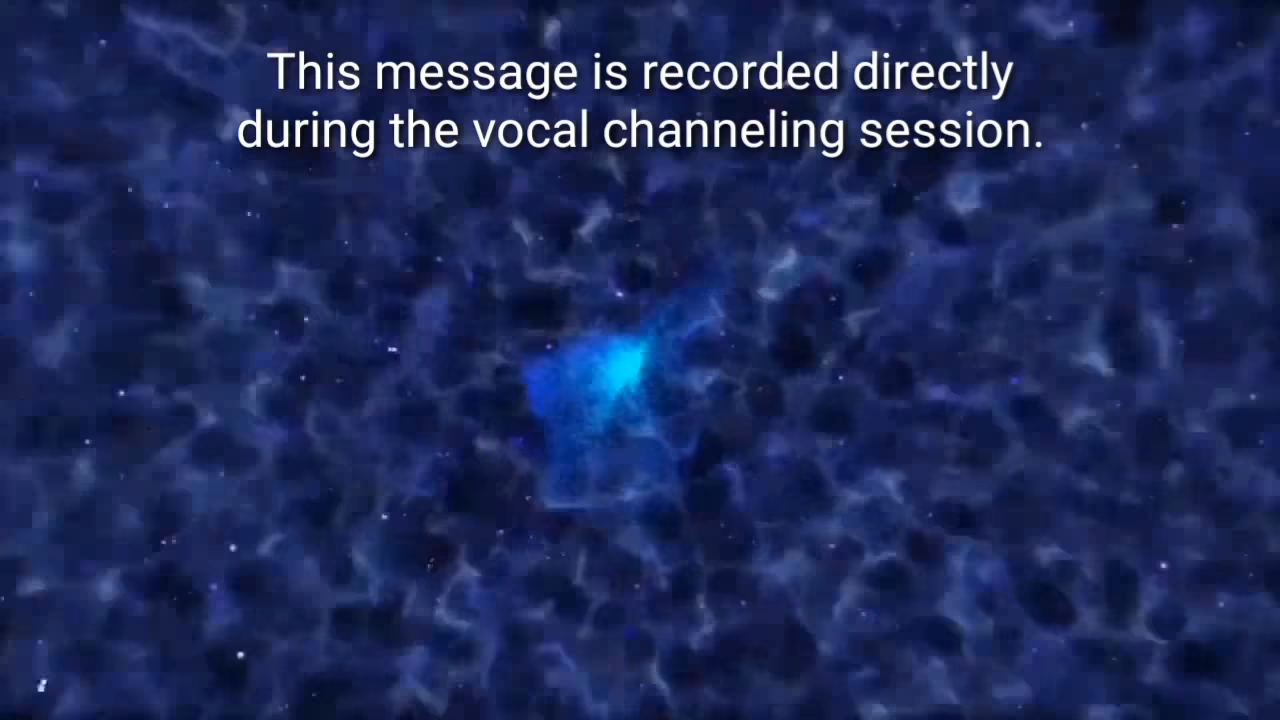 This message is recorded directly
during the vocal channeling session.